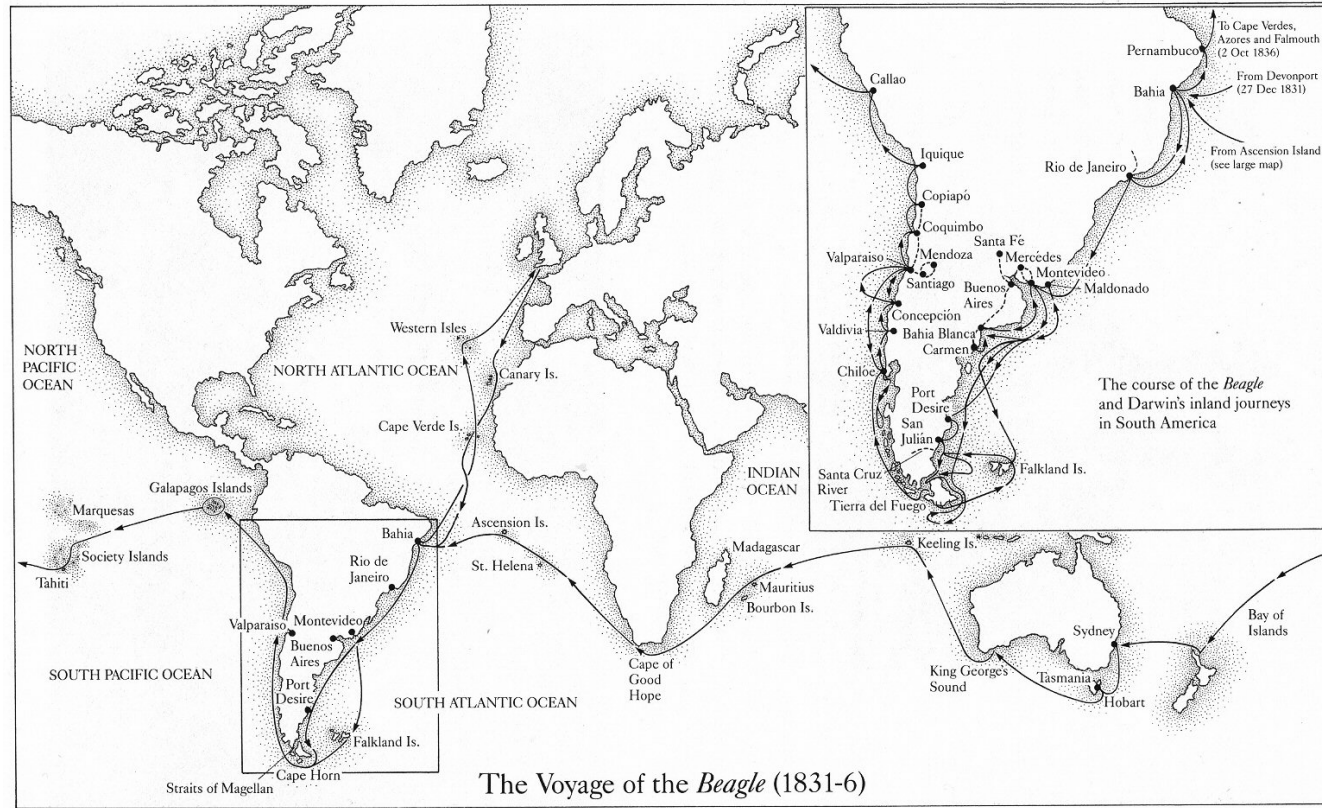 NORTH
PACIFIC
OCEAN
Western Isles
NORTH ATLANTIC OCEAN
Canary Is.
Cape Verde Is.
INDIAN
OCEAN
Galapagos Islands
Marquesas
Society Islands
Tahiti
Bahia
Rio de
Janeiro
Ascension Is.
St. Helena
Madagascar
Mauritius
Bourbon Is.
Keeling Is.
Valparaiso
Montevideo
Buenos
Aires
Port
Desire
SOUTH PACIFIC OCEAN
SOUTH ATLANTIC OCEAN
Falkland Is.
Cape Horn
Straits of Magellan
Cape of
Good
Hope
King George's
Sound
Sydney
Tasmania
Hobart
Bay of
Islands
The Voyage of the Beagle (1831-6)
To Cape Verdes,
Azores and Falmouth
(2 Oct 1836)
Pernambuco
From Devonport
(27 Dec 1831)
Bahia
From Ascension Island
(see large map)
Rio de Janeiro
Callao
Iquique
Copiapó
Coquimbo
Valparaiso
Mendoza
Santiago
Santa Fé
Mercédes
Montevideo
Maldonado
Buenos
Aires
Concepción
Valdivia
Bahia Blanca
Carmen
Chiloe
Port
Desire
San
Julián
Santa Cruz
River
Tierra del Fuego
Falkland Is.
The course of the Beagle
and Darwin's inland journeys
in South America